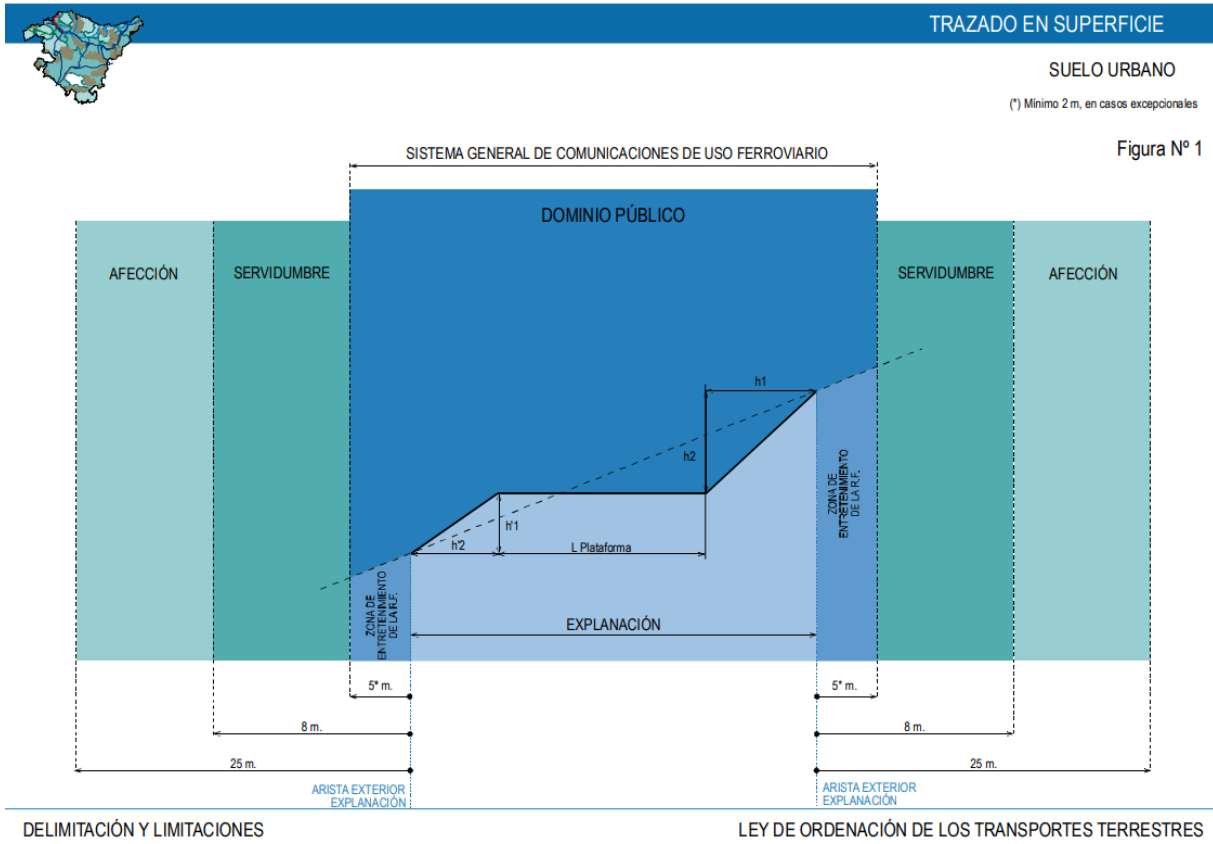 TRAZADO EN SUPERFICIE
SUELO URBANO
(*) Mínimo 2 m, en casos excepcionales
Figura Nº 1
SISTEMA GENERAL DE COMUNICACIONES DE USO FERROVIARIO
DOMINIO PÚBLICO
AFECCIÓN
SERVIDUMBRE
SERVIDUMBRE
AFECCIÓN
h1
h2
h'1
h'2
L Plataforma
ZONA DE
ENTRETENIMIENTO
DE LA R.F.
ZONA DE
ENTRETENIMIENTO
DE LA R.F.
EXPLANACIÓN
5* m.
5* m.
8 m.
8 m.
25 m.
25 m.
ARISTA EXTERIOR
EXPLANACIÓN
ARISTA EXTERIOR
EXPLANACIÓN
DELIMITACIÓN Y LIMITACIONES
LEY DE ORDENACIÓN DE LOS TRANSPORTES TERRESTRES